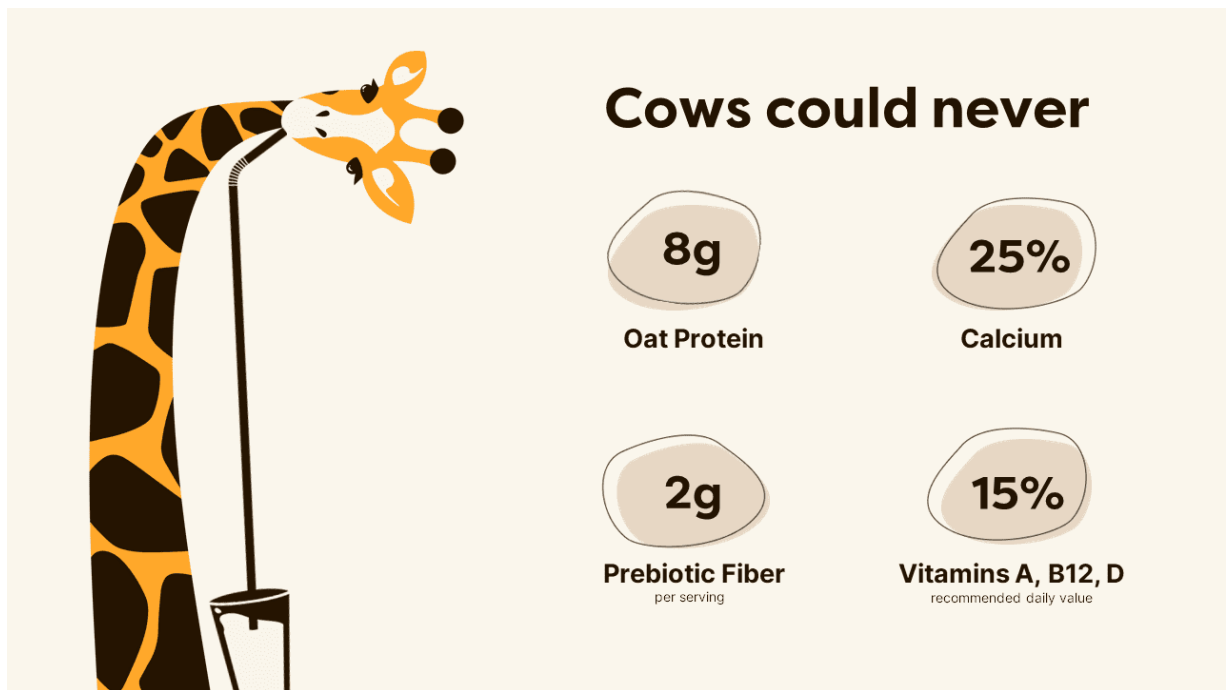 Cows could never
8g
Oat Protein
25%
Calcium
2g
Prebiotic Fiber
per serving
15%
Vitamins A, B12, D
recommended daily value